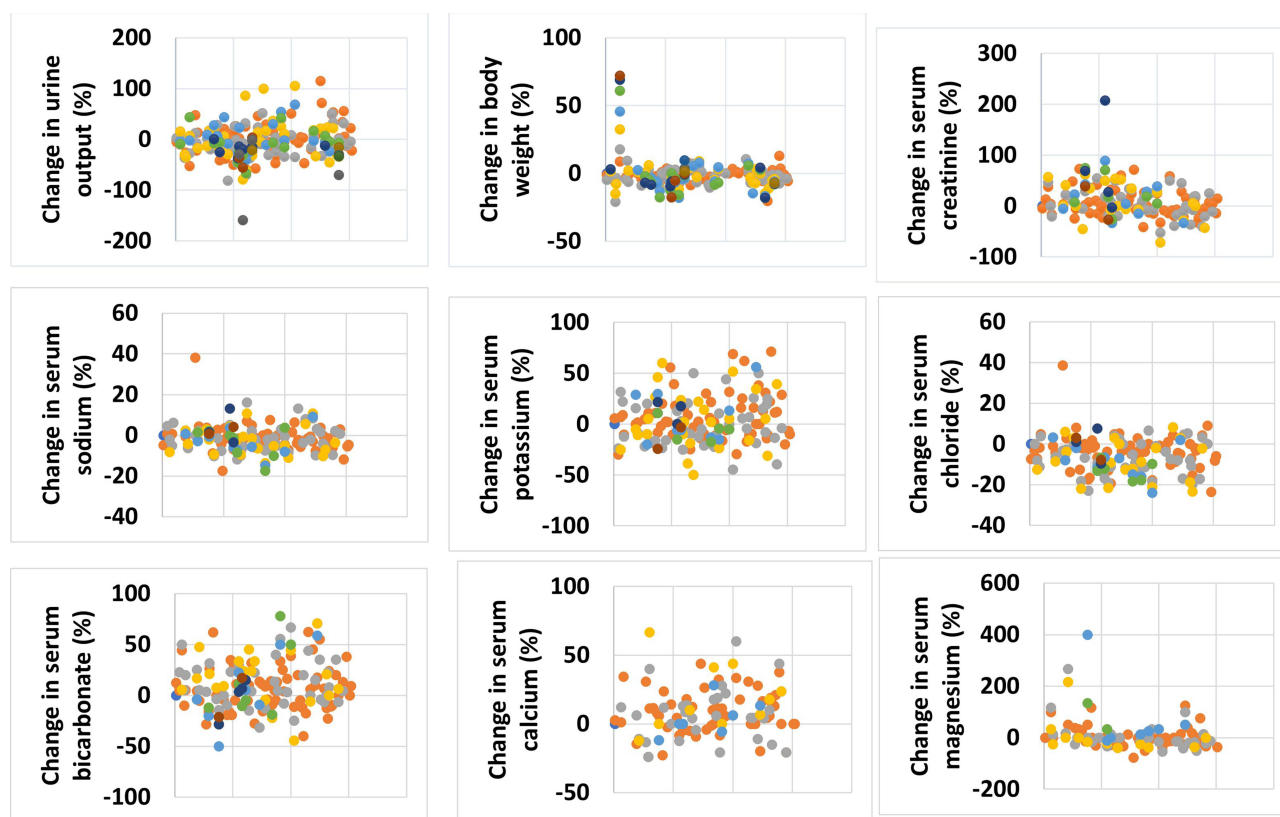 Change in urine
output (%)
200
100
0
-100
-200
Change in body
weight (%)
100
50
0
-50
Change in serum
creatinine (%)
300
200
100
0
-100
Change in serum
sodium (%)
60
40
20
0
-20
-40
Change in serum
potassium (%)
100
50
0
-50
-100
Change in serum
chloride (%)
60
40
20
0
-20
-40
Change in serum
bicarbonate (%)
100
50
0
-50
-100
Change in serum
calcium (%)
100
50
0
-50
Change in serum
magnesium (%)
600
400
200
0
-200